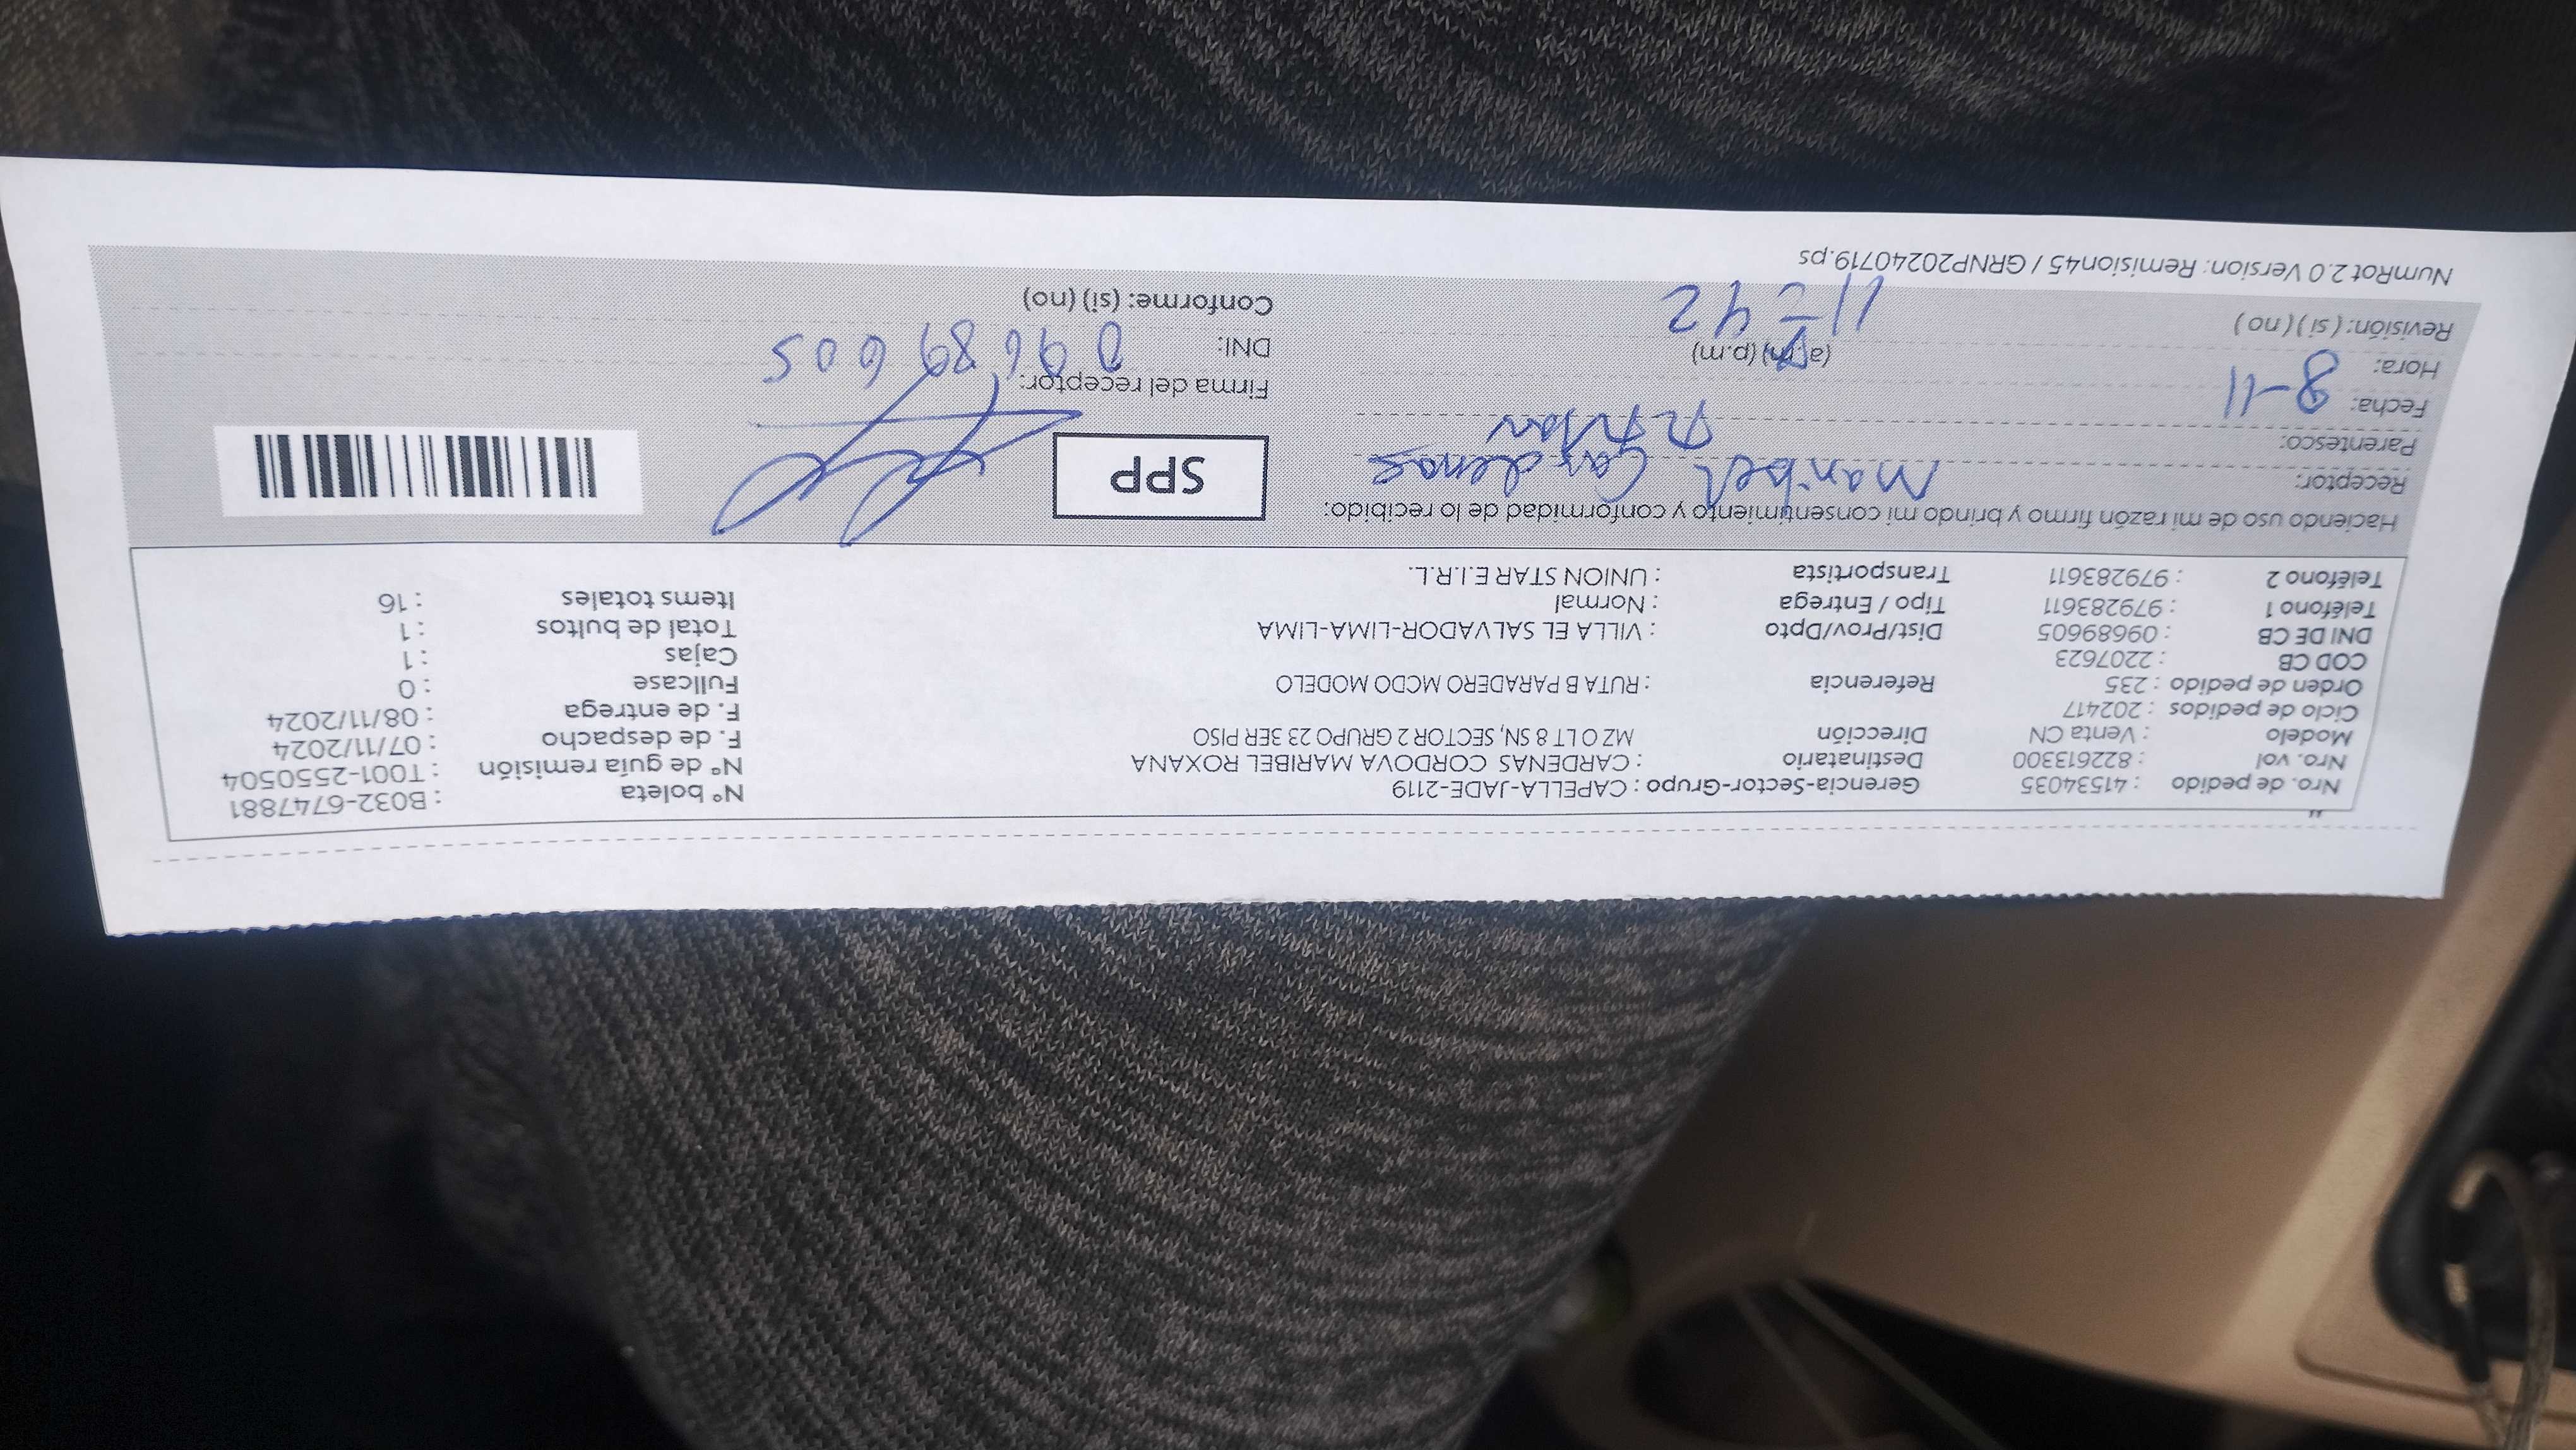 Nro. de pedido : 41534035 Gerencia-Sector-Grupo : CAPELLA-JADE-2119 N° boleta : B032-6747881
Nro. vol : 822613300 Destinatario : CARDENAS CORDOVA MARIBEL ROXANA N° de guía remisión : T001-2550504
Modelo : Venta CN Dirección MZ O LT 8 SN, SECTOR 2 GRUPO 23 3ER PISO F. de despacho : 07/11/2024
Ciclo de pedidos : 202417 F. de entrega : 08/11/2024
Orden de pedido : 235 Referencia : RUTA B PARADERO MCDO MODELO Fullcase : 0
COD CB : 2207623 Cajas : 1
DNI DE CB : 09689605 Dist/Prov/Dpto : VILLA EL SALVADOR-LIMA-LIMA Total de bultos : 1
Teléfono 1 : 979283611 Tipo / Entrega : Normal Items totales : 16
Teléfono 2 : 979283611 Transportista : UNION STAR E.I.R.L.
Haciendo uso de mi razón firmo y brindo mi consentimiento y conformidad de lo recibido:
Receptor: Maribel Cardenas
SPP
Parentesco:
Fecha: 8-11
Firma del receptor:
Hora: 11=42 (a.m) (p.m)
DNI: 09689605
Revisión: (si) (no)
Conforme: (si) (no)
NumRot 2.0 Version: Remision45 / GRNP20240719.ps